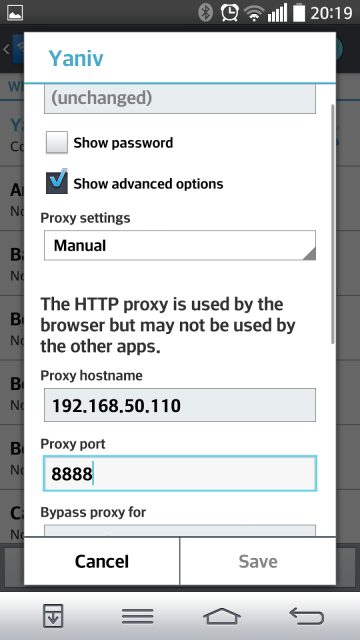 20:19
Yaniv
(unchanged)
Show password
Show advanced options
Proxy settings
Manual
The HTTP proxy is used by the
browser but may not be used by
the other apps.
Proxy hostname
192.168.50.110
Proxy port
8888
Bypass proxy for
Cancel
Save